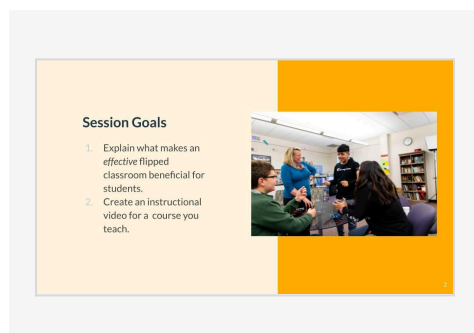 Session Goals
1. Explain what makes an
effective flipped
classroom beneficial for
students.
2. Create an instructional
video for a course you
teach.